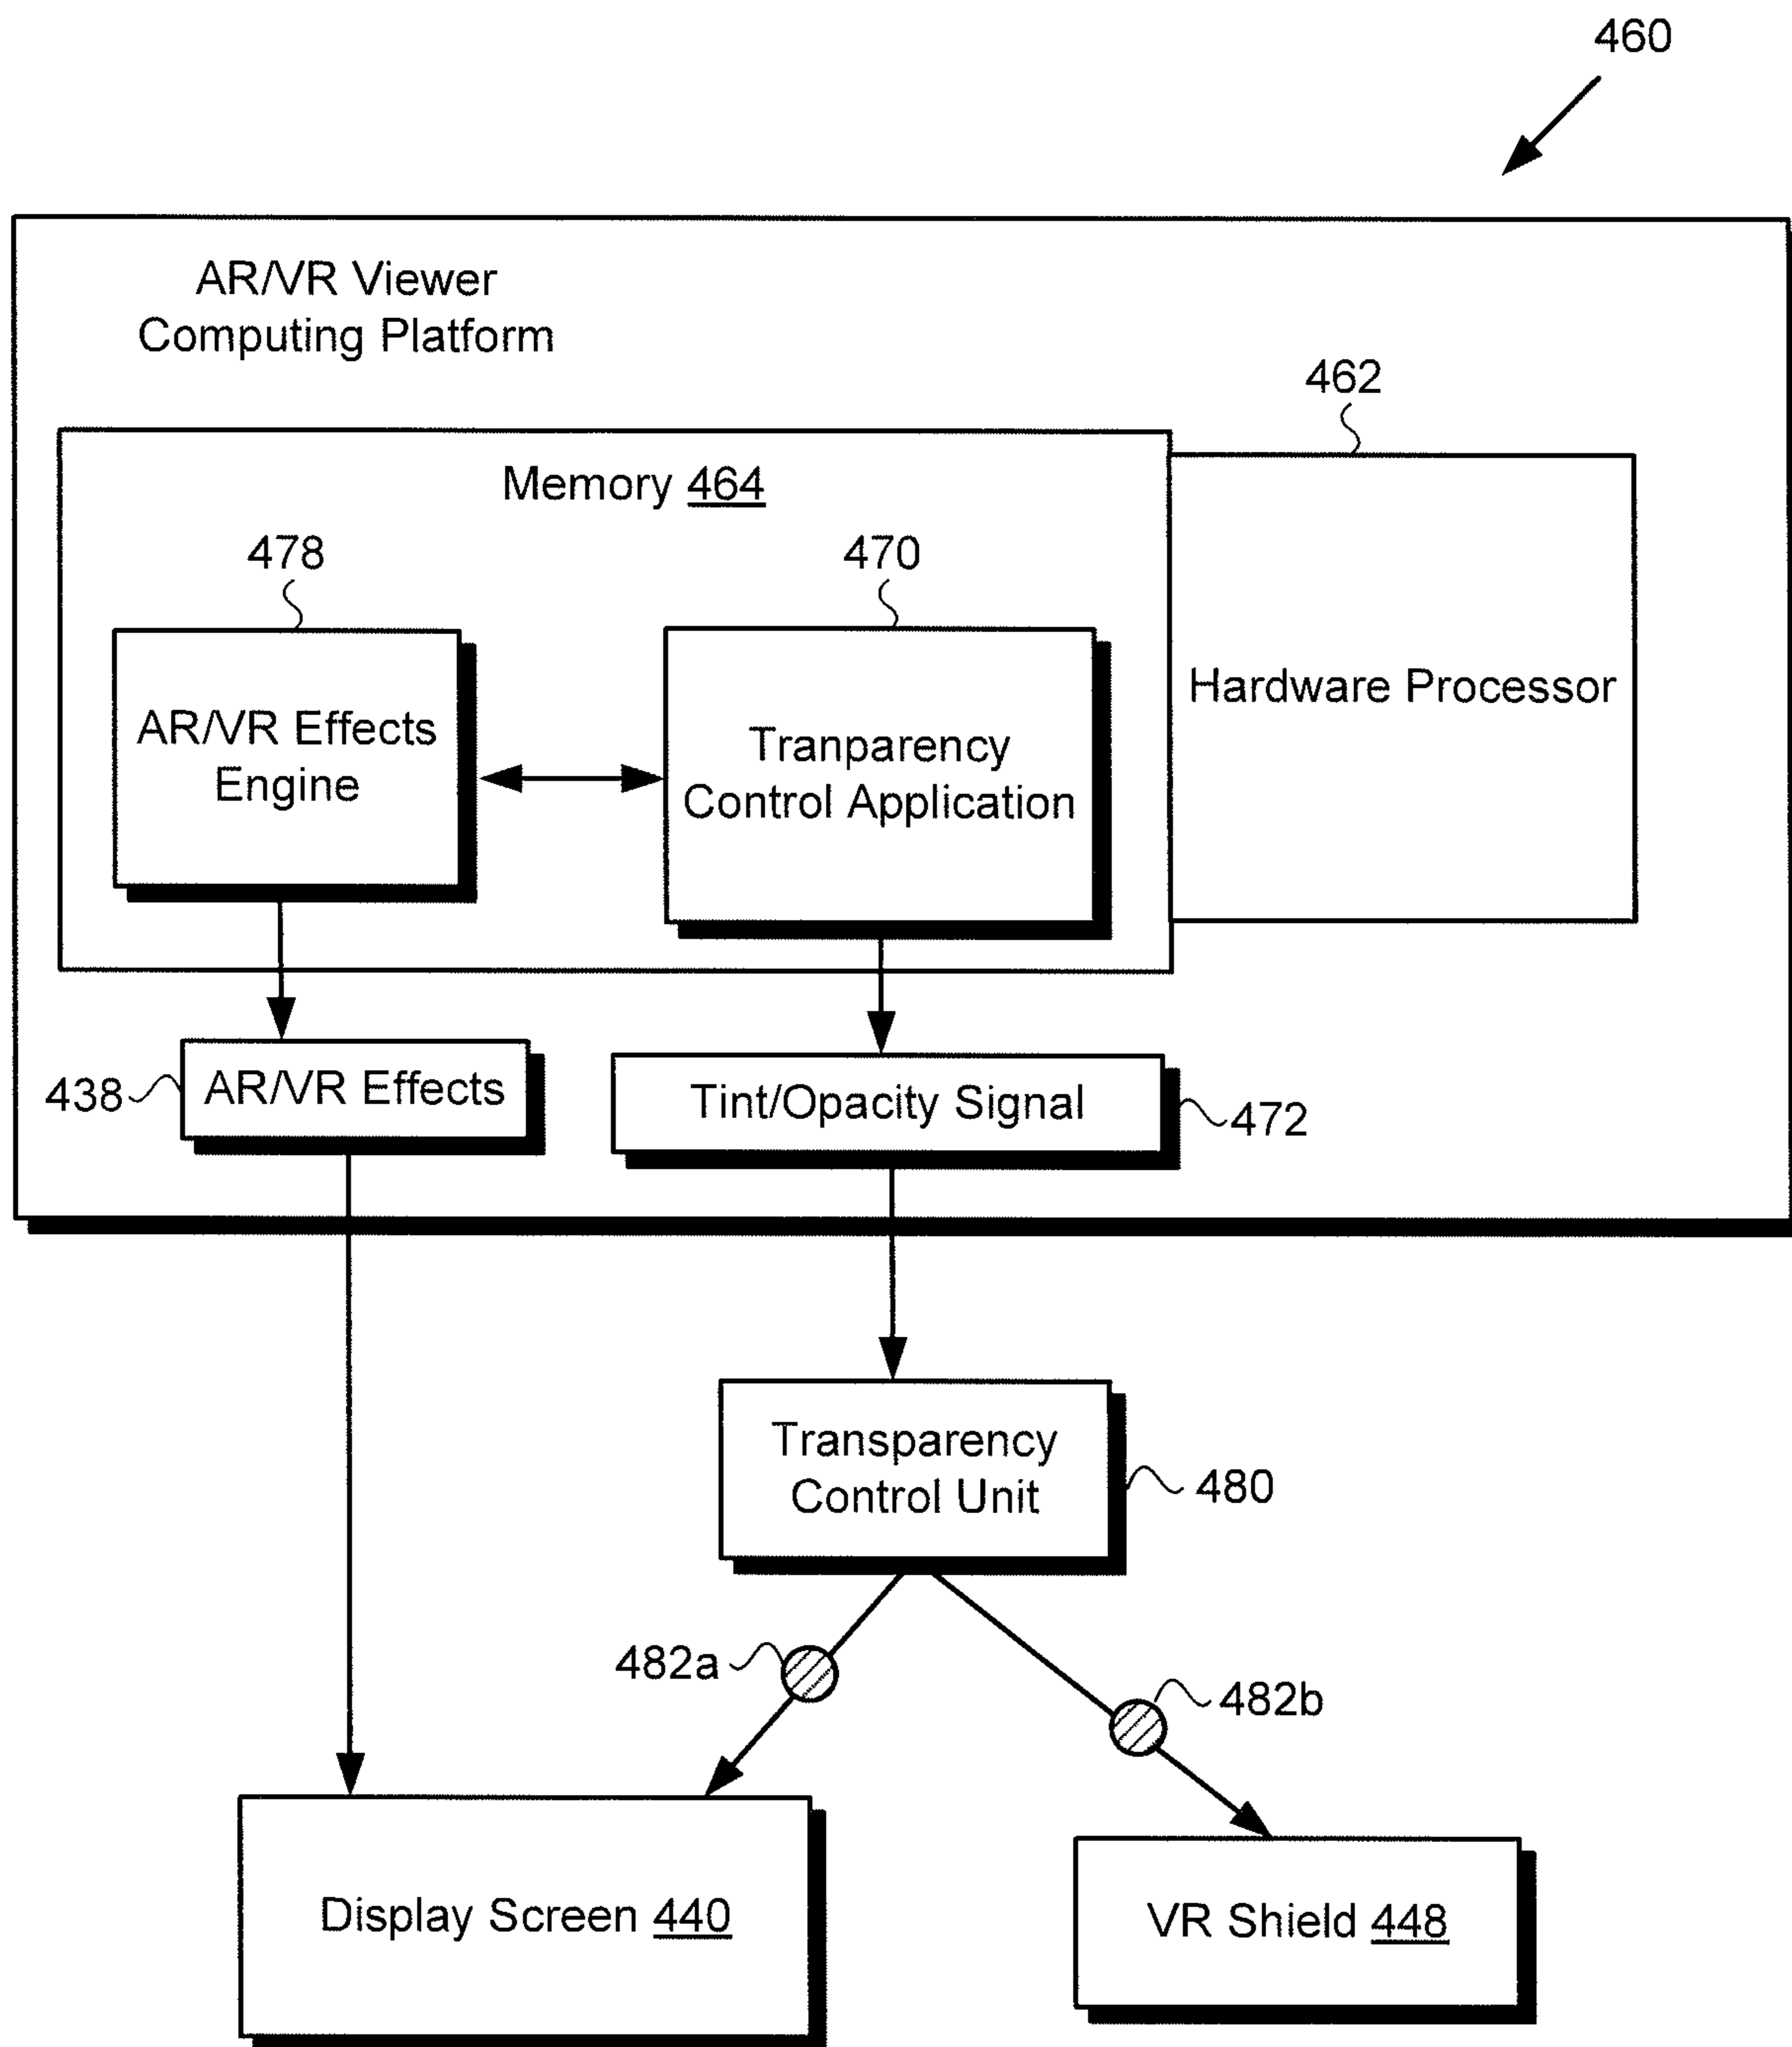 460
AR/VR Viewer
Computing Platform
462
Memory 464
478
470
Hardware Processor
AR/VR Effects
Engine
Tranparency
Control Application
438
AR/VR Effects
Tint/Opacity Signal
472
Transparency
Control Unit
480
482a
482b
Display Screen 440
VR Shield 448